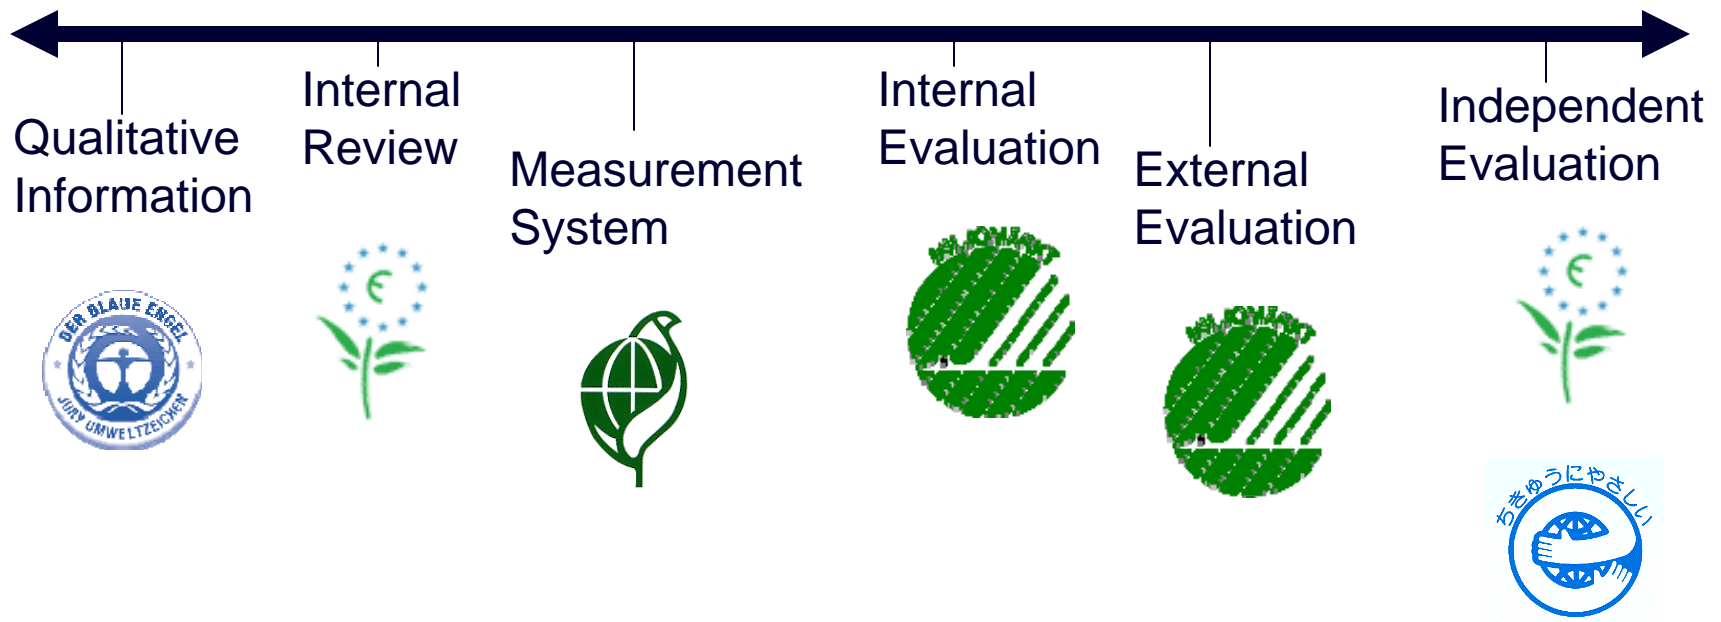 Qualitative
Information
Internal
Review
Measurement
System
Internal
Evaluation
External
Evaluation
Independent
Evaluation
DER BLAUE ENGEL
JURY UMWELTZEICHEN
ちきゅうにやさしい